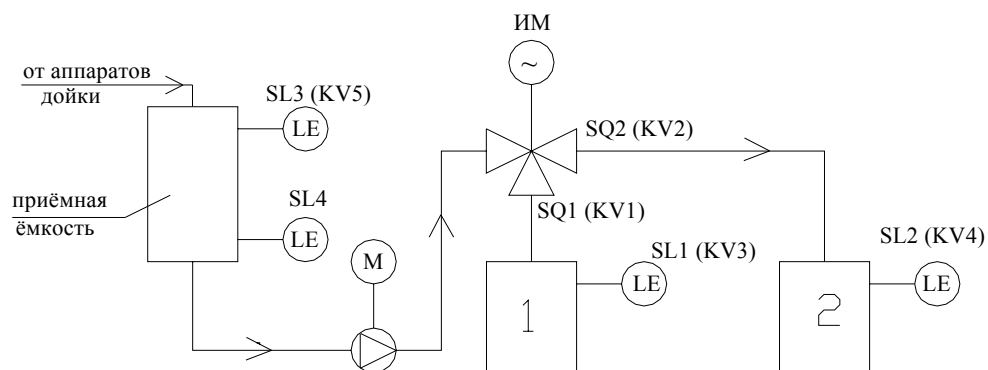 ИМ
~
от аппаратов
дойки
SL3 (KV5)
LE
SQ2 (KV2)
приёмная
ёмкость
SL4
LE
SQ1 (KV1)
M
SL1 (KV3)
LE
SL2 (KV4)
LE
1
2